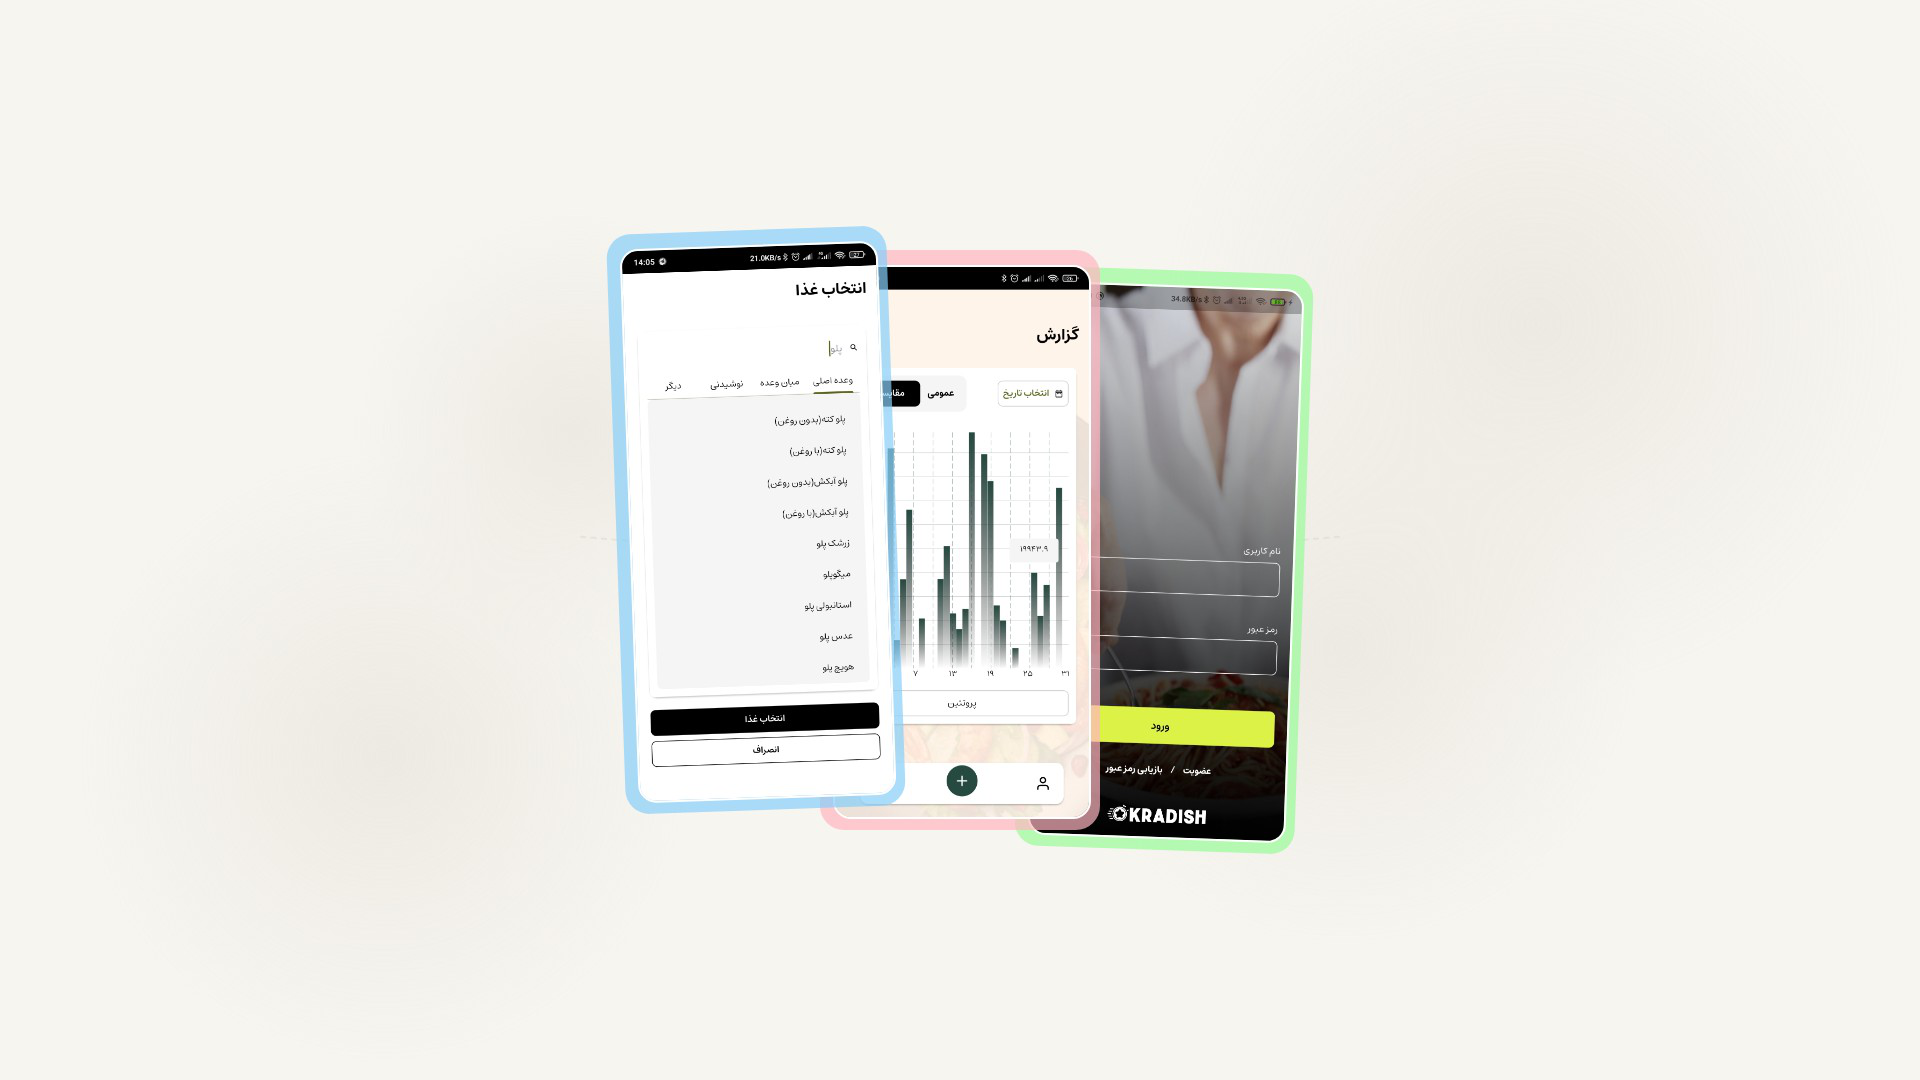 14:05 21.0KB/s 27
انتخاب غذا
پلو
وعده اصلی میان وعده نوشیدنی دیگر
پلو کته(بدون روغن)
پلو کته(با روغن)
پلو آبکش(بدون روغن)
پلو آبکش(با روغن)
زرشک پلو
میگوپلو
استانبولی پلو
عدس پلو
هویج پلو
انتخاب غذا
انصراف
گزارش
انتخاب تاریخ
عمومی
۱۹۹۴۳.۹
۷ ۱۳ ۱۹ ۲۵ ۳۱
پروتئین
34.8KB/s
نام کاربری
رمز عبور
ورود
عضویت / بازیابی رمز عبور
OKRADISH